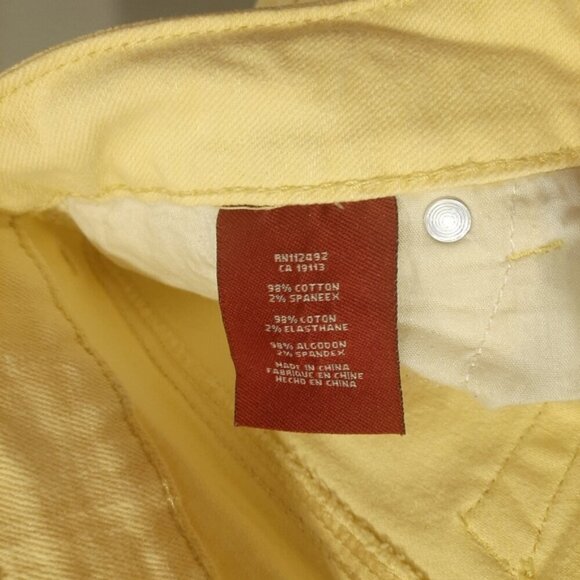 RN112492
CA 19113
98% COTTON
2% SPANEEX
98% COTON
2% ELASTHANE
98% ALGODON
2% SPANDEX
MADE IN CHINA
FABRIQUE EN CHINE
HECHO EN CHINA